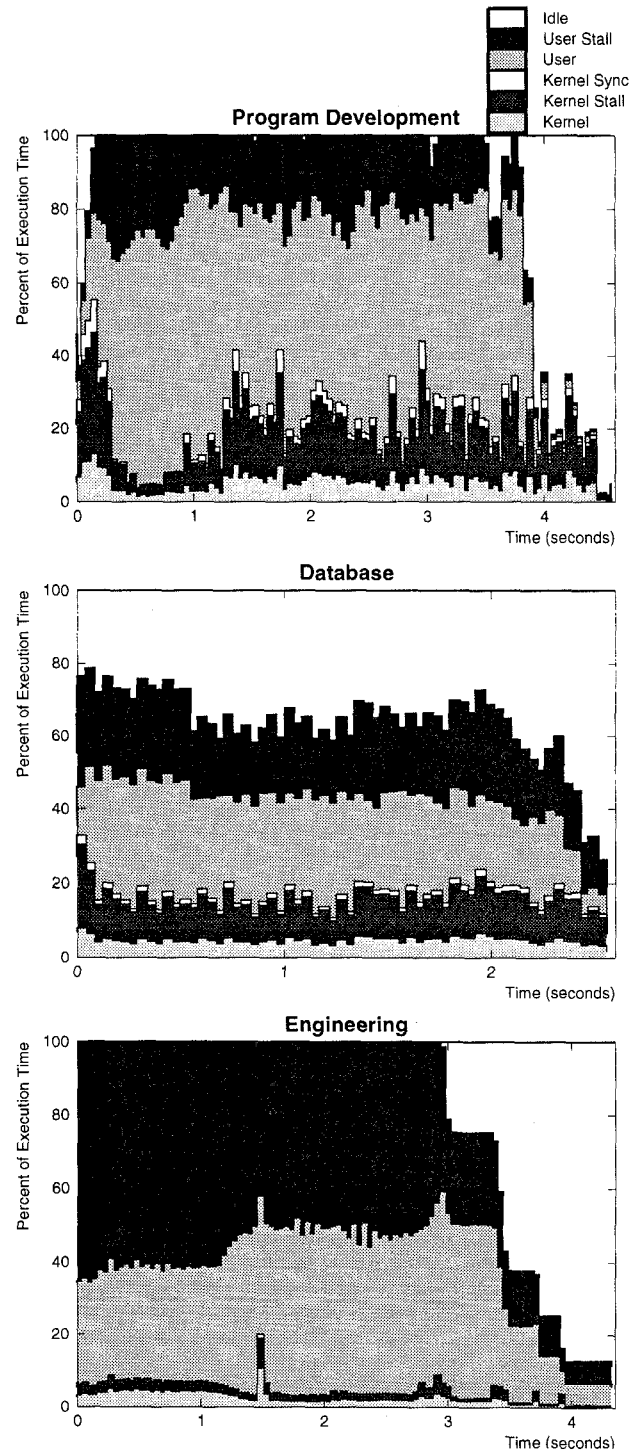 Idle
User Stall
User
Kernel Sync
Kernel Stall
Kernel
Program Development
Percent of Execution Time
100
80
60
40
20
0
0 1 2 3 4
Time (seconds)
Database
Percent of Execution Time
100
80
60
40
20
0
0 1 2
Time (seconds)
Engineering
Percent of Execution Time
100
80
60
40
20
0
0 1 2 3 4
Time (seconds)